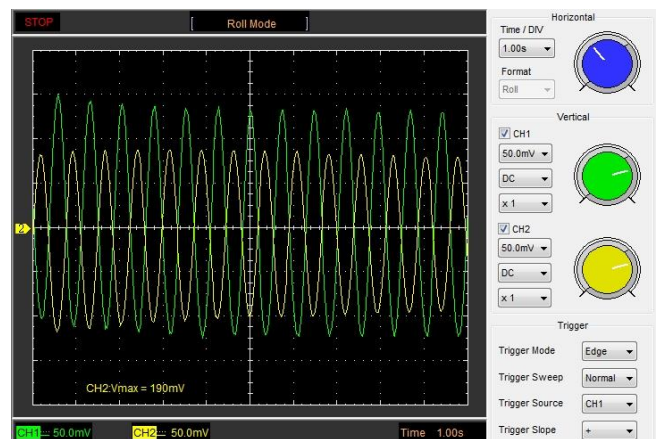 STOP
[ Roll Mode ]
2
CH2:Vmax = 190mV
CH1 50.0mV CH2 50.0mV Time 1.00s
Horizontal
Time / DIV
1.00s
Format
Roll
Vertical
CH1
50.0mV
DC
x 1
CH2
50.0mV
DC
x 1
Trigger
Trigger Mode Edge
Trigger Sweep Normal
Trigger Source CH1
Trigger Slope +